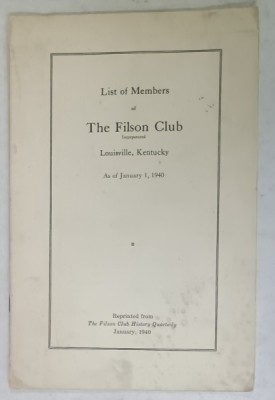 List of Members
of
The Filson Club
Incorporated
Louisville, Kentucky
As of January 1, 1940
Reprinted from
The Filson Club History Quarterly
January, 1940